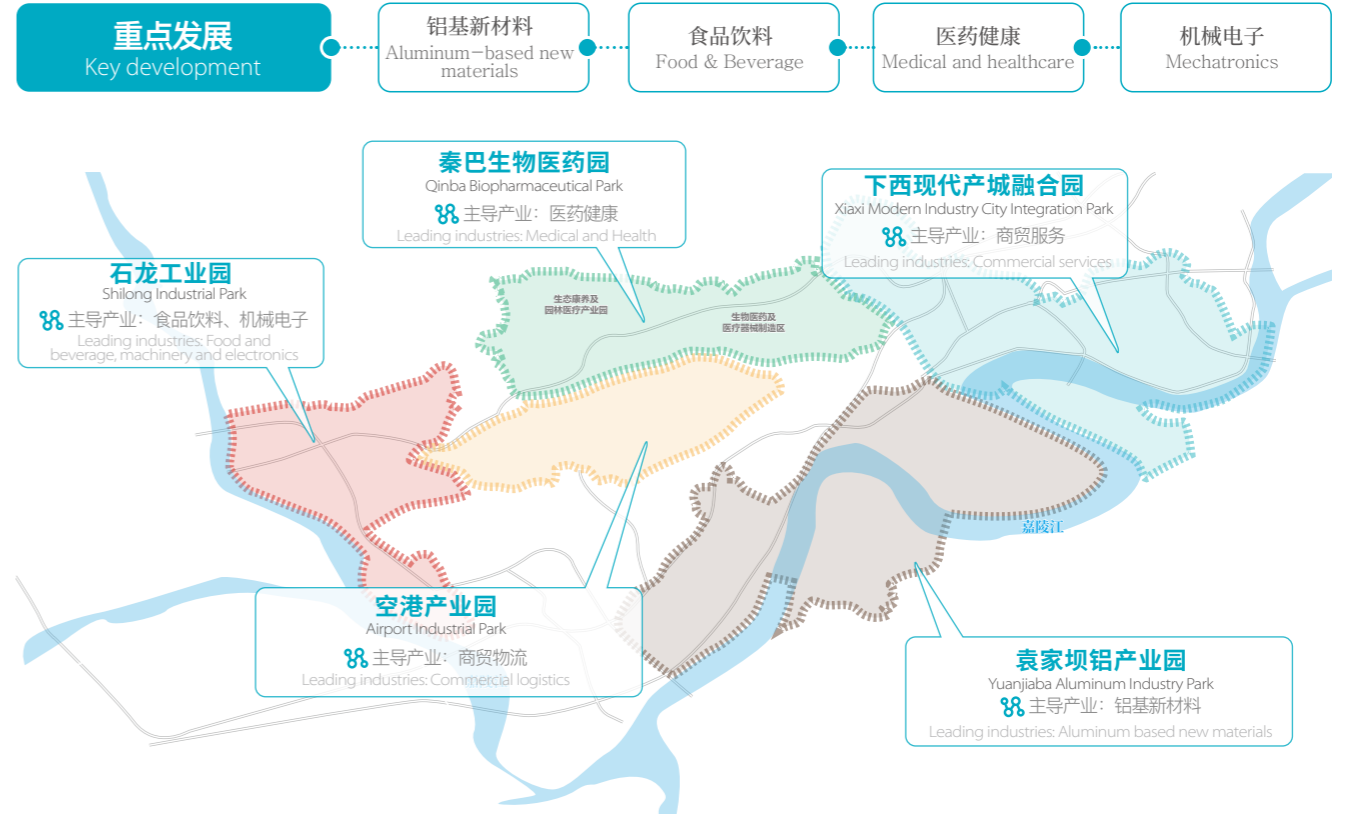 重点发展
Key development
铝基新材料
Aluminum-based new
materials
食品饮料
Food & Beverage
医药健康
Medical and healthcare
机械电子
Mechatronics
秦巴生物医药园
Qinba Biopharmaceutical Park
主导产业：医药健康
Leading industries: Medical and Health
下西现代产城融合园
Xiaxi Modern Industry City Integration Park
主导产业：商贸服务
Leading industries: Commercial services
石龙工业园
Shilong Industrial Park
主导产业：食品饮料、机械电子
Leading industries: Food and
beverage, machinery and electronics
生态康养及
园林医疗产业园
生物医药及
医疗器械制造区
嘉陵江
空港产业园
Airport Industrial Park
主导产业：商贸物流
Leading industries: Commercial logistics
袁家坝铝产业园
Yuanjiaba Aluminum Industry Park
主导产业：铝基新材料
Leading industries: Aluminum based new materials